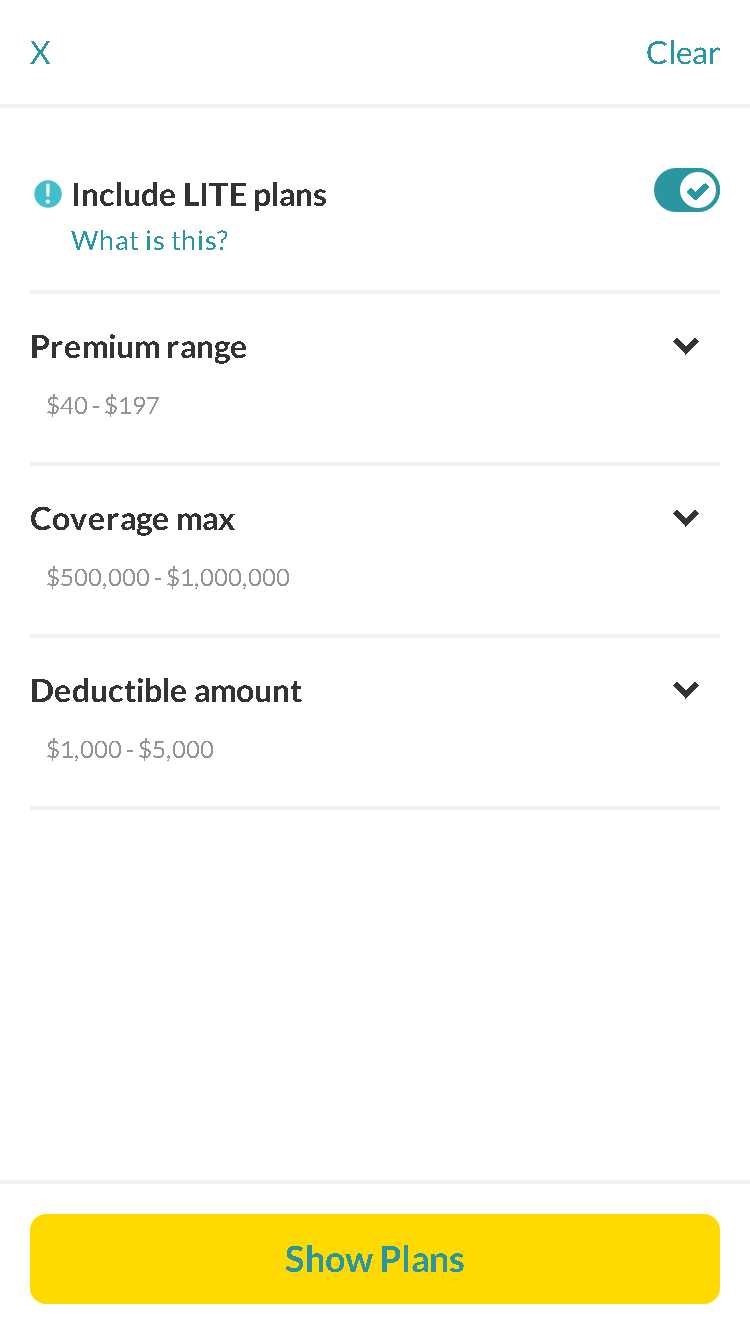 X
Clear
Include LITE plans
What is this?
Premium range
$40 - $197
Coverage max
$500,000 - $1,000,000
Deductible amount
$1,000 - $5,000
Show Plans